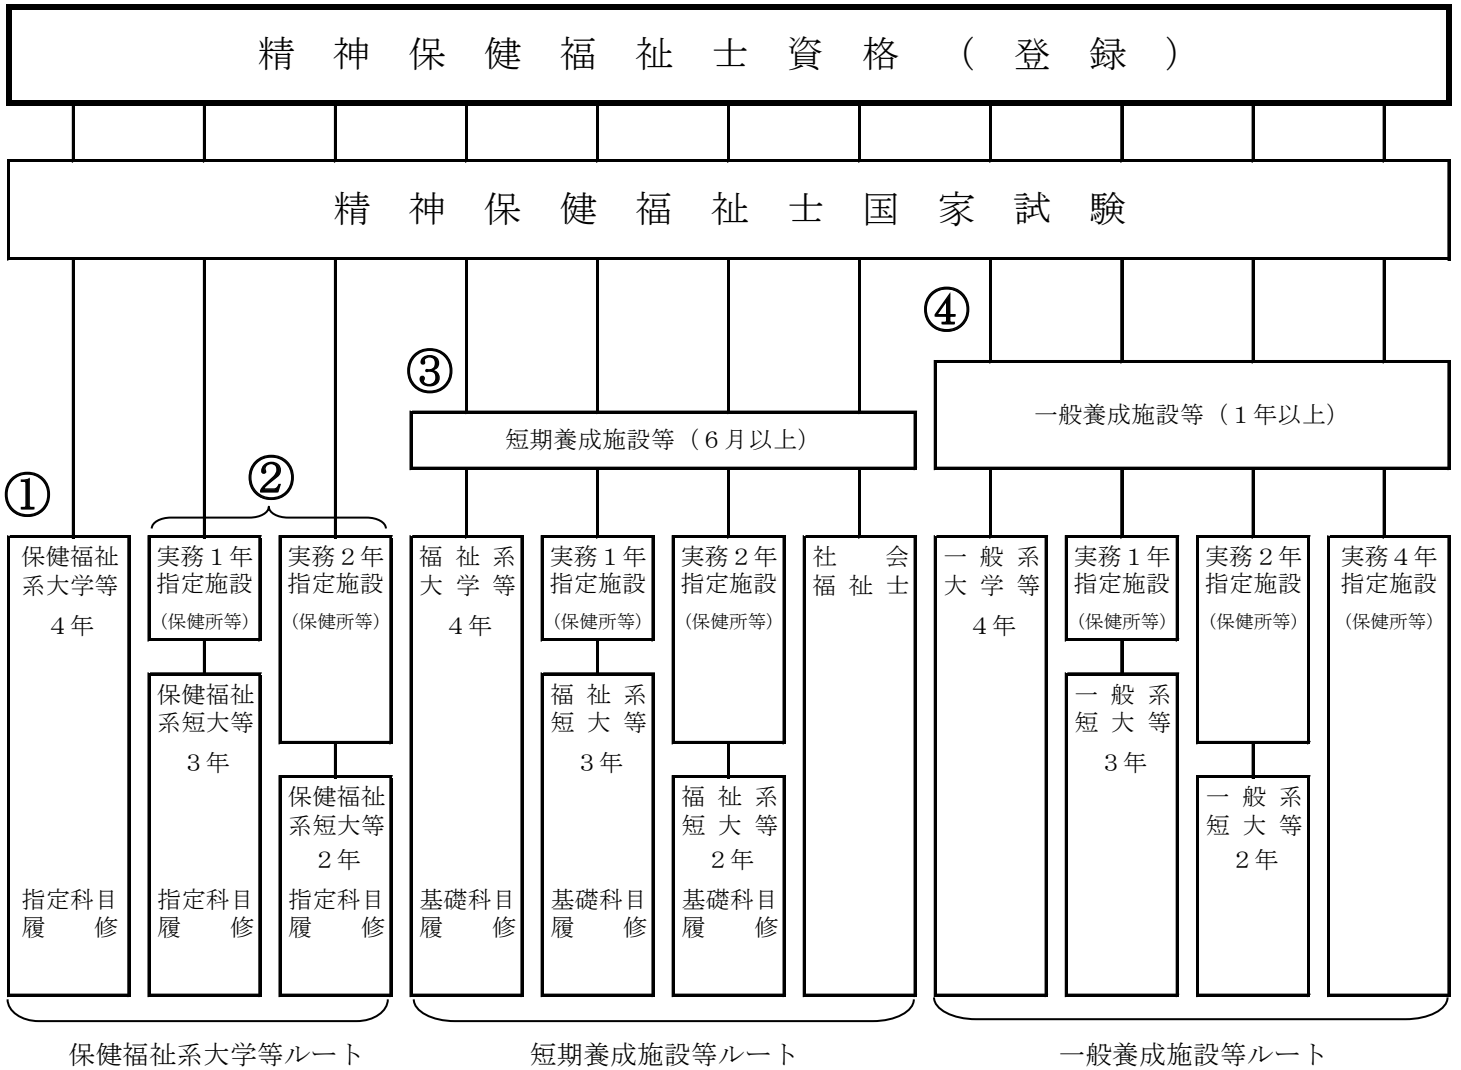 精神保健福祉士資格（登録）
精神保健福祉士国家試験
④
③
一般養成施設等（１年以上）
短期養成施設等（６月以上）
①
②
保健福祉
系大学等
４年
指定科目
履修
実務１年
指定施設
（保健所等）
保健福祉
系短大等
３年
指定科目
履修
実務２年
指定施設
（保健所等）
保健福祉
系短大等
２年
指定科目
履修
福祉系
大学等
４年
基礎科目
履修
実務１年
指定施設
（保健所等）
福祉系
短大等
３年
基礎科目
履修
実務２年
指定施設
（保健所等）
福祉系
短大等
２年
基礎科目
履修
社会
福祉士
一般系
大学等
４年
実務１年
指定施設
（保健所等）
一般系
短大等
３年
実務２年
指定施設
（保健所等）
一般系
短大等
２年
実務４年
指定施設
（保健所等）
保健福祉系大学等ルート
短期養成施設等ルート
一般養成施設等ルート